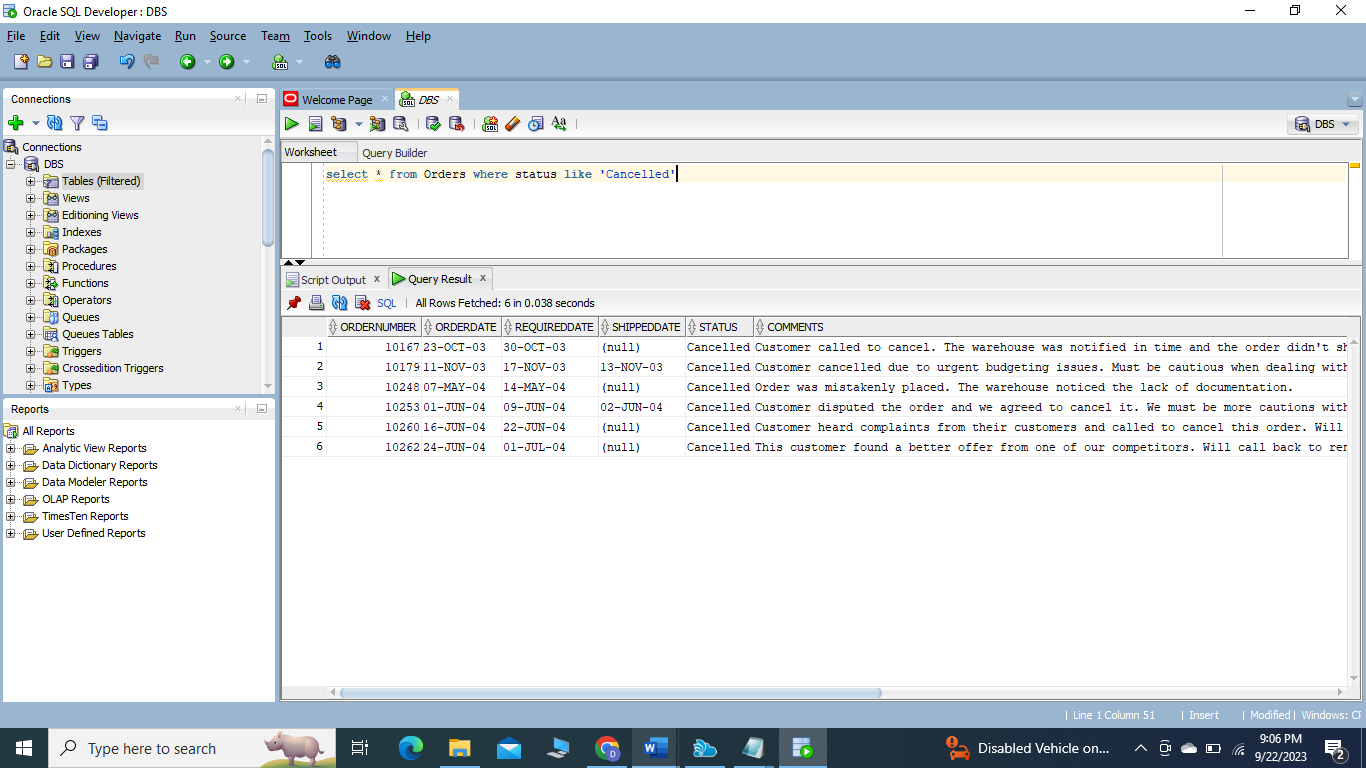 Oracle SQL Developer : DBS
File Edit View Navigate Run Source Team Tools Window Help
Connections
Connections
DBS
Tables (Filtered)
Views
Editioning Views
Indexes
Packages
Procedures
Functions
Operators
Queues
Queues Tables
Triggers
Crossedition Triggers
Types
Reports
All Reports
Analytic View Reports
Data Dictionary Reports
Data Modeler Reports
OLAP Reports
TimesTen Reports
User Defined Reports
Welcome Page DBS
DBS
Worksheet Query Builder
select * from Orders where status like 'Cancelled'
Script Output x Query Result x
SQL | All Rows Fetched: 6 in 0.038 seconds
ORDERNUMBER ORDERDATE REQUIREDDATE SHIPPEDDATE STATUS COMMENTS
1 10167 23-OCT-03 30-OCT-03 (null) Cancelled Customer called to cancel. The warehouse was notified in time and the order didn't sh
2 10179 11-NOV-03 17-NOV-03 13-NOV-03 Cancelled Customer cancelled due to urgent budgeting issues. Must be cautious when dealing with
3 10248 07-MAY-04 14-MAY-04 (null) Cancelled Order was mistakenly placed. The warehouse noticed the lack of documentation.
4 10253 01-JUN-04 09-JUN-04 02-JUN-04 Cancelled Customer disputed the order and we agreed to cancel it. We must be more cautions with
5 10260 16-JUN-04 22-JUN-04 (null) Cancelled Customer heard complaints from their customers and called to cancel this order. Will
6 10262 24-JUN-04 01-JUL-04 (null) Cancelled This customer found a better offer from one of our competitors. Will call back to ren
| Line 1 Column 51 | Insert | Modified | Windows: CF
Type here to search
Disabled Vehicle on...
9:06 PM
9/22/2023
2